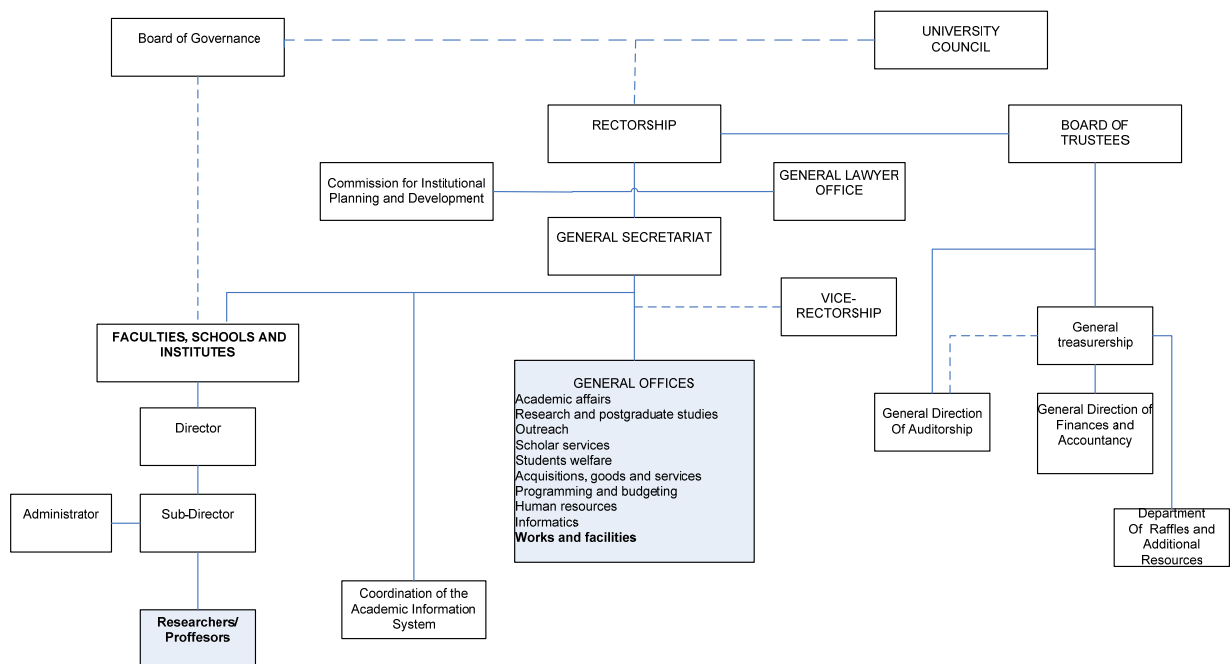 Board of Governance
UNIVERSITY
COUNCIL
RECTORSHIP
BOARD OF
TRUSTEES
Commission for Institutional
Planning and Development
GENERAL LAWYER
OFFICE
GENERAL SECRETARIAT
VICE-
RECTORSHIP
FACULTIES, SCHOOLS AND
INSTITUTES
General
treasurership
GENERAL OFFICES
Academic affairs
Research and postgraduate studies
Outreach
Scholar services
Students welfare
Acquisitions, goods and services
Programming and budgeting
Human resources
Informatics
Works and facilities
Director
General Direction
Of Auditorship
General Direction of
Finances and
Accountancy
Administrator
Sub-Director
Department
Of Raffles and
Additional
Resources
Coordination of the
Academic Information
System
Researchers/
Proffesors